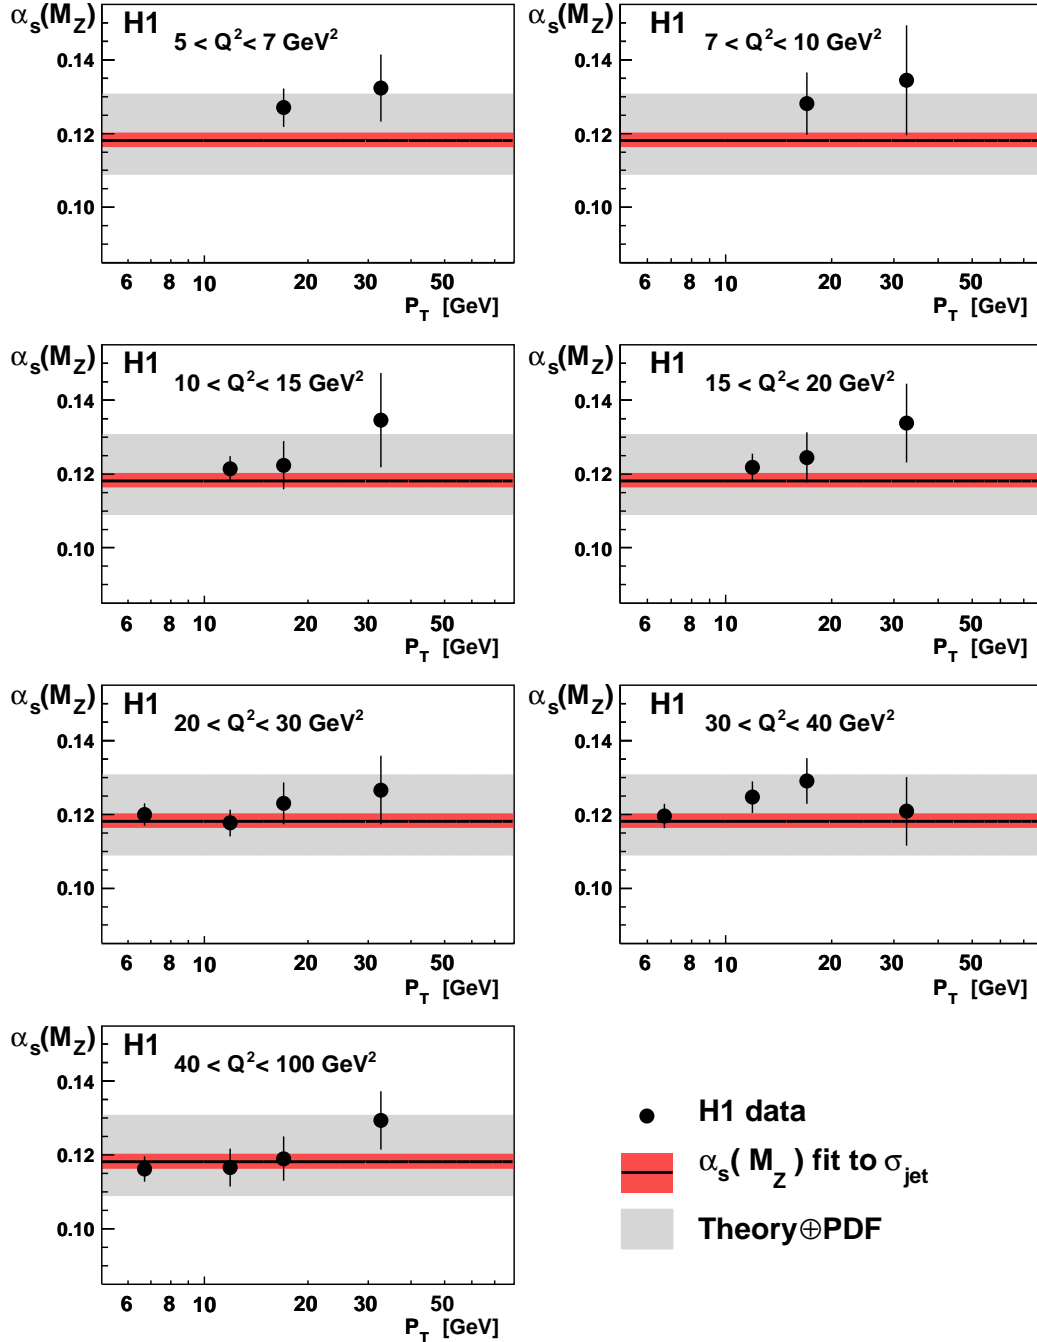 αs(MZ) H1 5 < Q² < 7 GeV²
0.14
0.12
0.10
6 8 10 20 30 50
PT [GeV]
H1 7 < Q² < 10 GeV²
0.14
0.12
0.10
6 8 10 20 30 50
PT [GeV]
αs(MZ)
αs(MZ) H1 10 < Q² < 15 GeV²
0.14
0.12
0.10
6 8 10 20 30 50
PT [GeV]
αs(MZ) H1 15 < Q² < 20 GeV²
0.14
0.12
0.10
6 8 10 20 30 50
PT [GeV]
αs(MZ) H1 20 < Q² < 30 GeV²
0.14
0.12
0.10
6 8 10 20 30 50
PT [GeV]
αs(MZ) H1 30 < Q² < 40 GeV²
0.14
0.12
0.10
6 8 10 20 30 50
PT [GeV]
αs(MZ) H1 40 < Q² < 100 GeV²
0.14
0.12
0.10
6 8 10 20 30 50
PT [GeV]
H1 data
αs( MZ ) fit to σjet
Theory⊕PDF